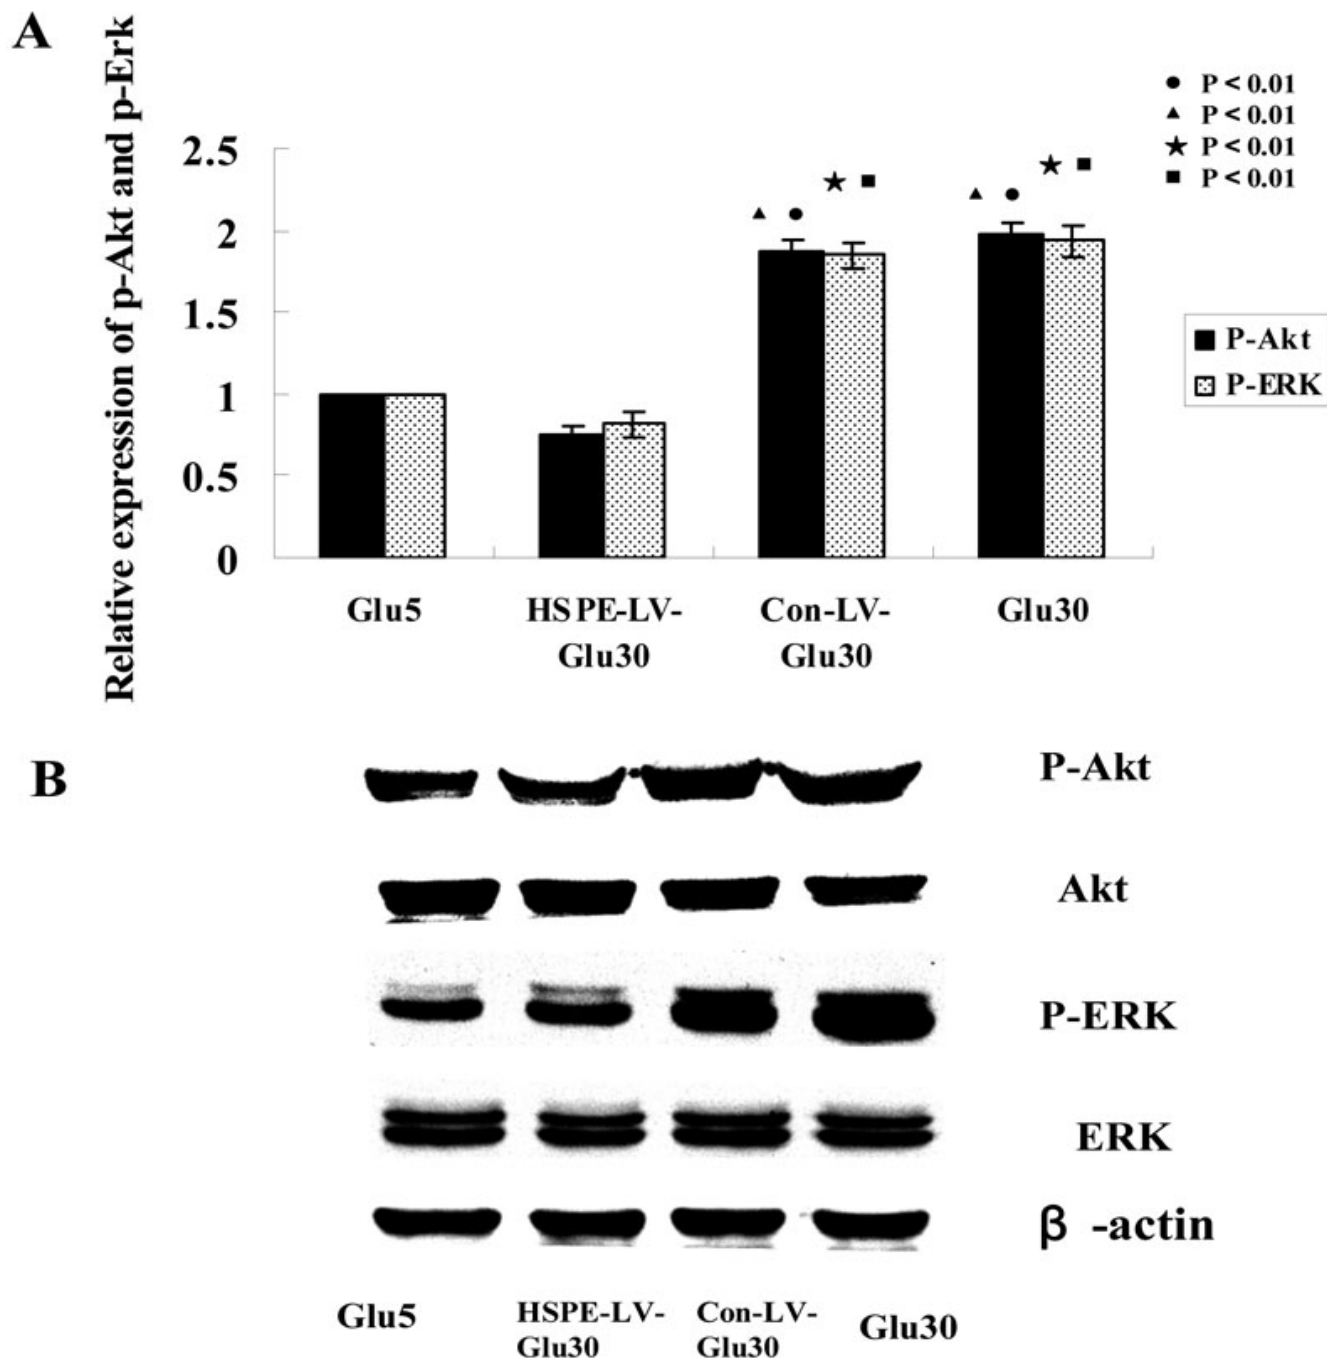 A
Relative expression of p-Akt and p-Erk
● P < 0.01
▲ P < 0.01
★ P < 0.01
■ P < 0.01
2.5
2
1.5
1
0.5
0
▲ ● ★ ■
▲ ● ★ ■
P-Akt
P-ERK
Glu5
HSPE-LV-
Glu30
Con-LV-
Glu30
Glu30
B
P-Akt
Akt
P-ERK
ERK
β -actin
Glu5
HSPE-LV-
Glu30
Con-LV-
Glu30
Glu30